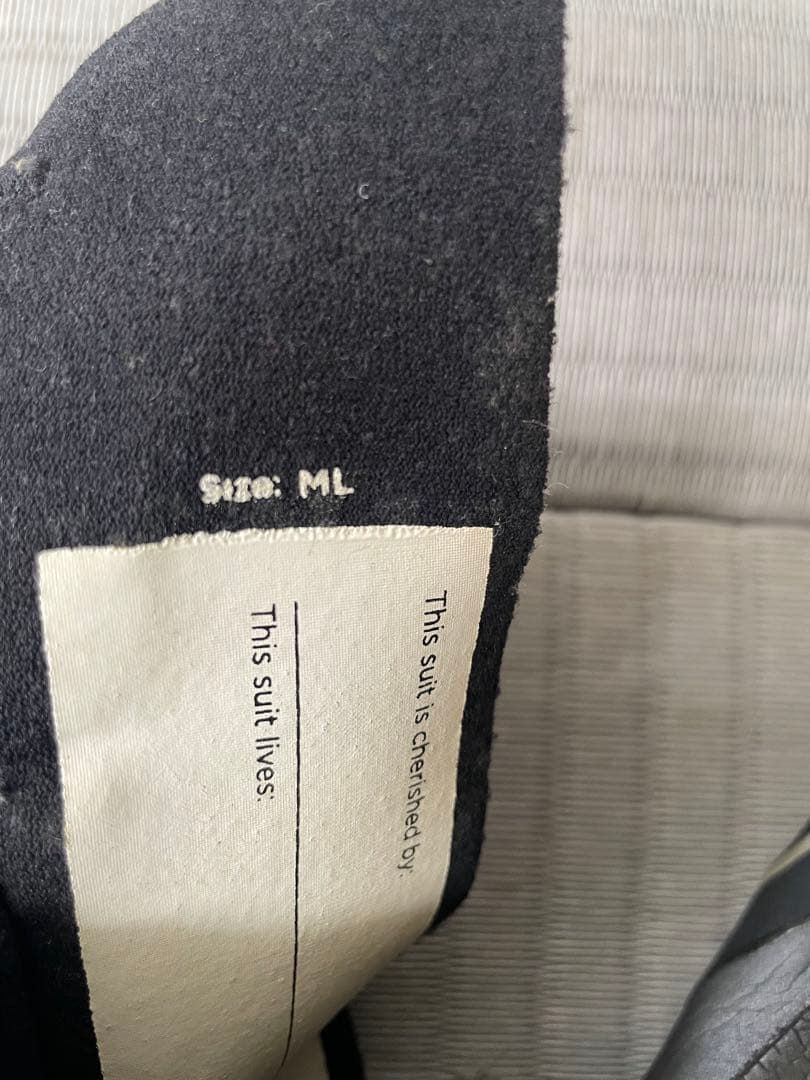 Size: ML
This suit is cherished by:
This suit lives: